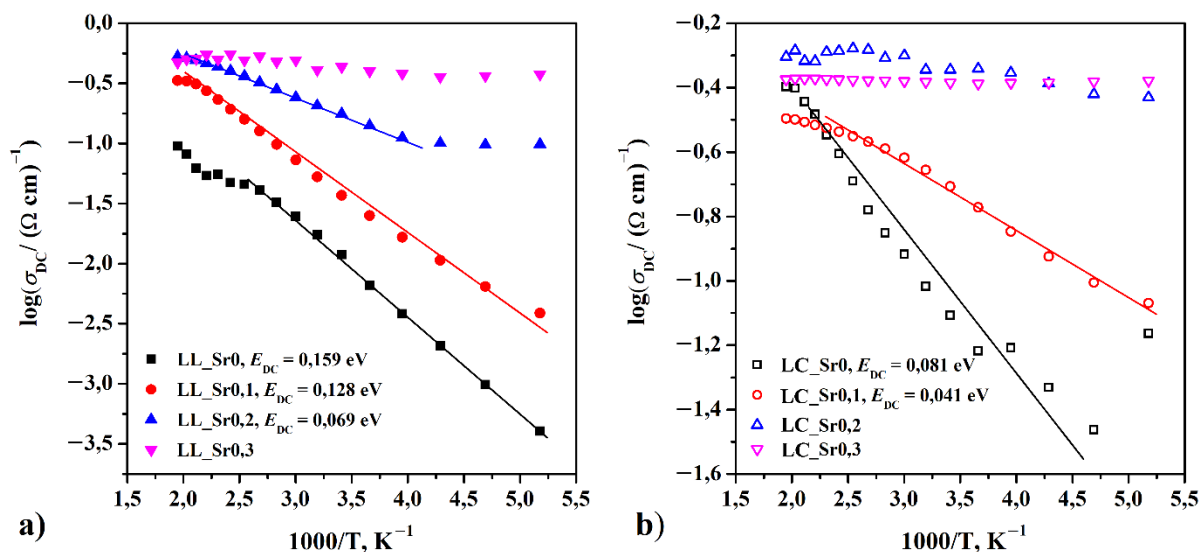 0,0
−0,5
−1,0
−1,5
−2,0
−2,5
−3,0
−3,5
log(σDC/ (Ω cm)⁻¹
LL_Sr0, EDC = 0,159 eV
LL_Sr0,1, EDC = 0,128 eV
LL_Sr0,2, EDC = 0,069 eV
LL_Sr0,3
1,5 2,0 2,5 3,0 3,5 4,0 4,5 5,0 5,5
1000/T, K⁻¹
a)
−0,2
−0,4
−0,6
−0,8
−1,0
−1,2
−1,4
−1,6
log(σDC/ (Ω cm)⁻¹
LC_Sr0, EDC = 0,081 eV
LC_Sr0,1, EDC = 0,041 eV
LC_Sr0,2
LC_Sr0,3
1,5 2,0 2,5 3,0 3,5 4,0 4,5 5,0 5,5
1000/T, K⁻¹
b)